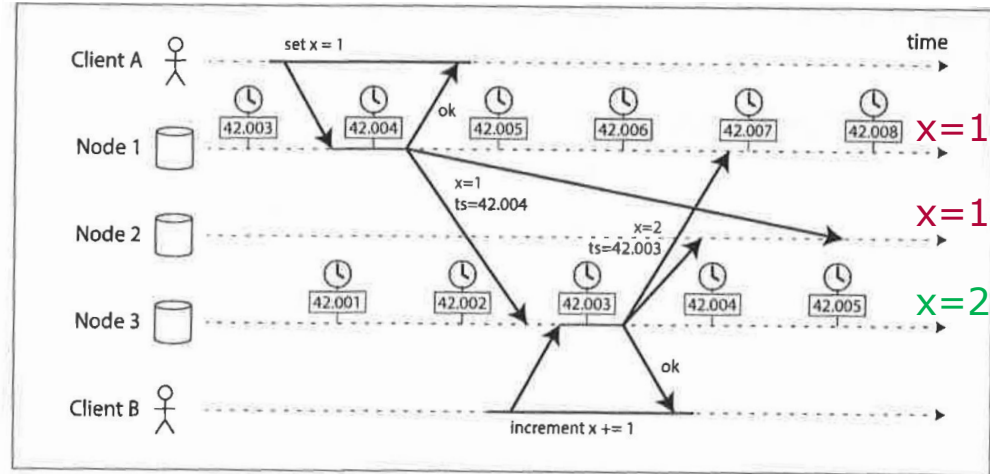 set x = 1
time
Client A
ok
42.003
42.004
42.005
42.006
42.007
42.008
x=1
Node 1
x=1
ts=42.004
x=1
Node 2
x=2
ts=42.003
42.001
42.002
42.003
42.004
42.005
x=2
Node 3
ok
Client B
increment x += 1